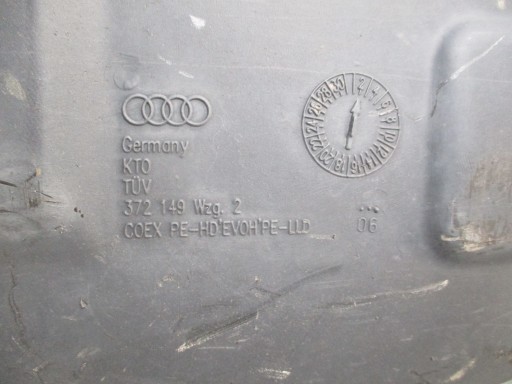 Germany
KTO
TÜV
372 149 Wzg. 2
COEX PE-HD'EVOH'PE-LLD
06